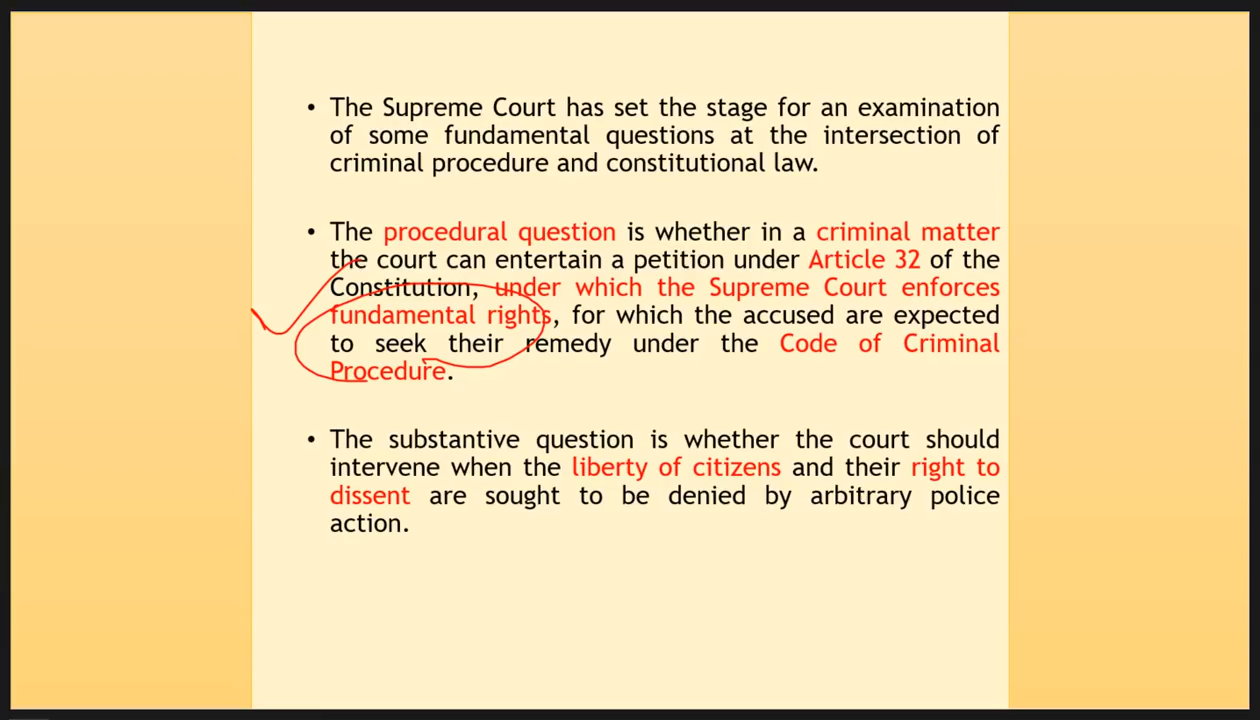 • The Supreme Court has set the stage for an examination
of some fundamental questions at the intersection of
criminal procedure and constitutional law.
• The procedural question is whether in a criminal matter
the court can entertain a petition under Article 32 of the
Constitution, under which the Supreme Court enforces
fundamental rights, for which the accused are expected
to seek their remedy under the Code of Criminal
Procedure.
• The substantive question is whether the court should
intervene when the liberty of citizens and their right to
dissent are sought to be denied by arbitrary police
action.